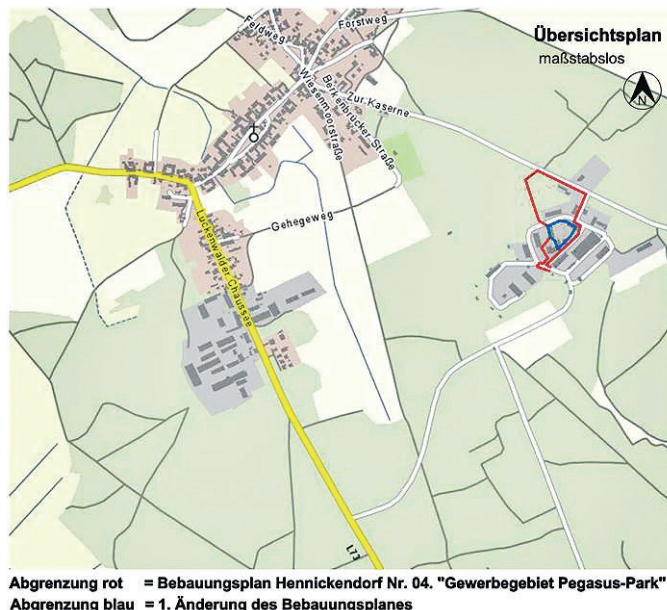 Übersichtsplan
maßstabslos
N
Feldweg
Forstweg
Wiesenmoorstraße
Berkenbrücker-Straße
Zur-Kaserne
Gehegeweg
Luckenwalder Chaussee
L73
Abgrenzung rot = Bebauungsplan Hennickendorf Nr. 04. "Gewerbegebiet Pegasus-Park"
Abgrenzung blau = 1. Änderung des Bebauungsplanes